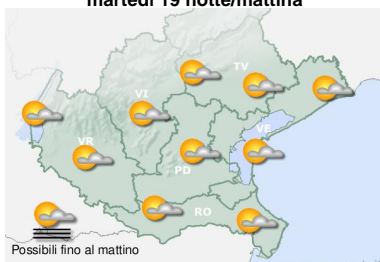 martedì 19 notte/mattina
TV
VI
VE
VR
PD
RO
Possibili fino al mattino